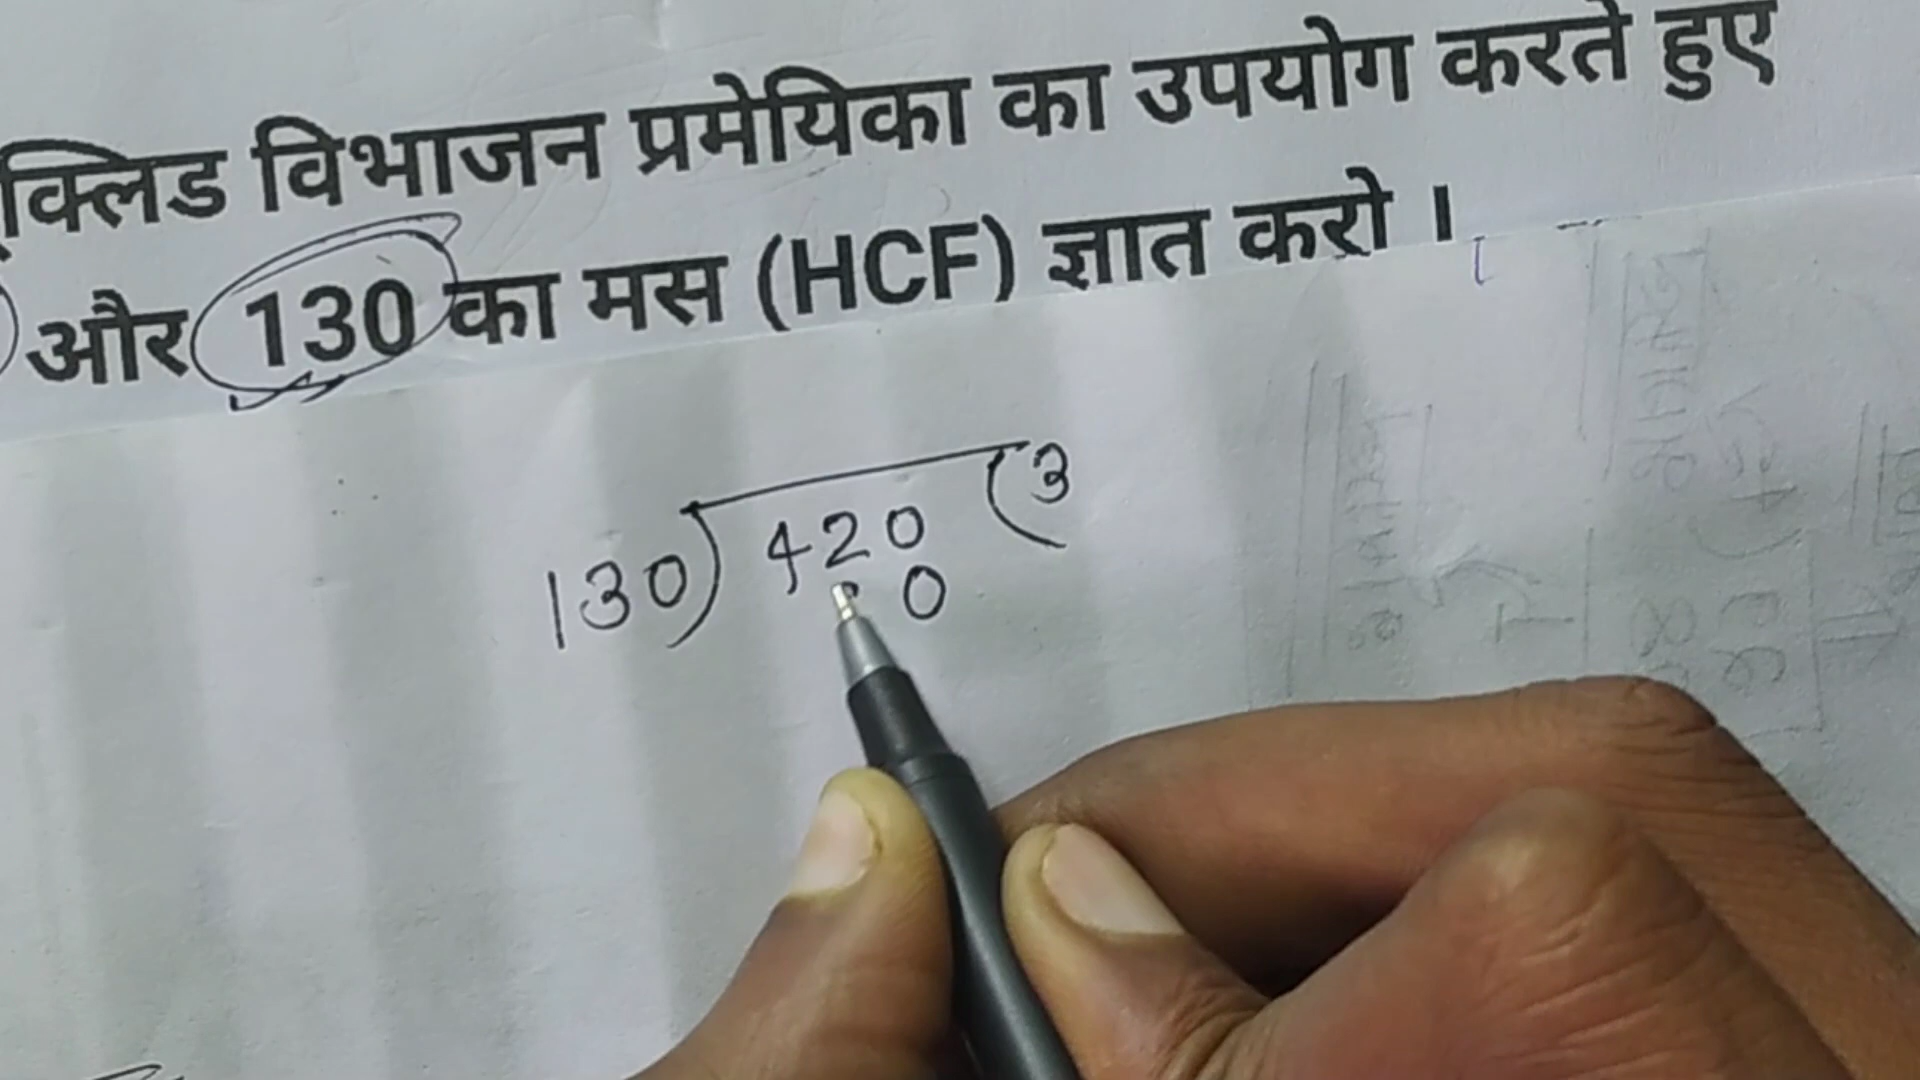 क्लिड विभाजन प्रमेयिका का उपयोग करते हुए
और 130 का मस (HCF) ज्ञात करो ।
130) 420 (3
0